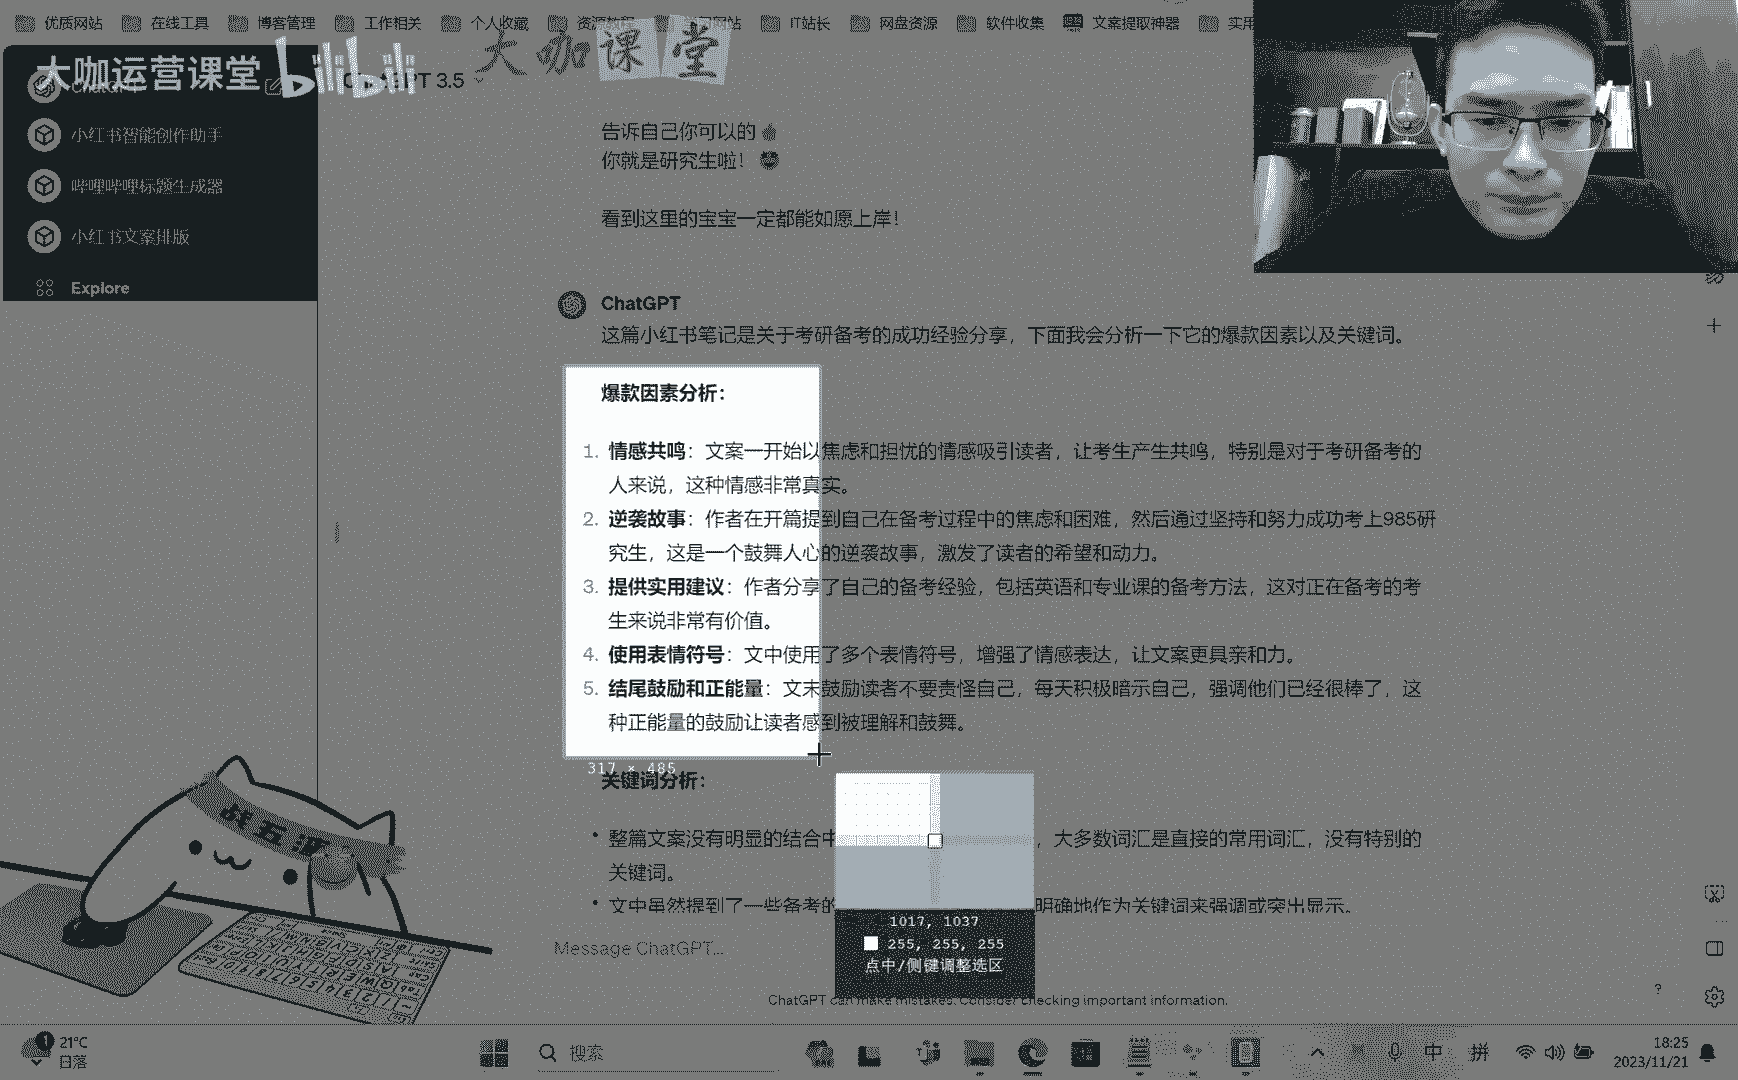 优质网站
在线工具
博客管理
工作相关
个人收藏
IT站长
网盘资源
软件收集
文案提取神器
大咖运营课堂 bilibili
大咖课堂
3.5
小红书智能创作助手
哔哩哔哩标题生成器
小红书文案排版
Explore
告诉自己你可以的
你就是研究生啦！
看到这里的宝宝一定都能如愿上岸！
ChatGPT
这篇小红书笔记是关于考研备考的成功经验分享，下面我会分析一下它的爆款因素以及关键词。
爆款因素分析：
1. 情感共鸣：文案一开始以焦虑和担忧的情感吸引读者，让考生产生共鸣，特别是对于考研备考的
人来说，这种情感非常真实。
2. 逆袭故事：作者在开篇提到自己在备考过程中的焦虑和困难，然后通过坚持和努力成功考上985研
究生，这是一个鼓舞人心的逆袭故事，激发了读者的希望和动力。
3. 提供实用建议：作者分享了自己的备考经验，包括英语和专业课的备考方法，这对正在备考的考
生来说非常有价值。
4. 使用表情符号：文中使用了多个表情符号，增强了情感表达，让文案更具亲和力。
5. 结尾鼓励和正能量：文末鼓励读者不要责怪自己，每天积极暗示自己，强调他们已经很棒了，这
种正能量的鼓励让读者感到被理解和鼓舞。
317 × 485
关键词分析：
• 整篇文案没有明显的结合中
，大多数词汇是直接的常用词汇，没有特别的
关键词。
• 文中虽然提到了一些备考的
明确地作为关键词来强调或突出显示。
1017, 1037
255, 255, 255
点中/侧键调整选区
Message ChatGPT...
ChatGPT can make mistakes. Consider checking important information.
1
21°C
日落
搜索
中
拼
18:25
2023/11/21